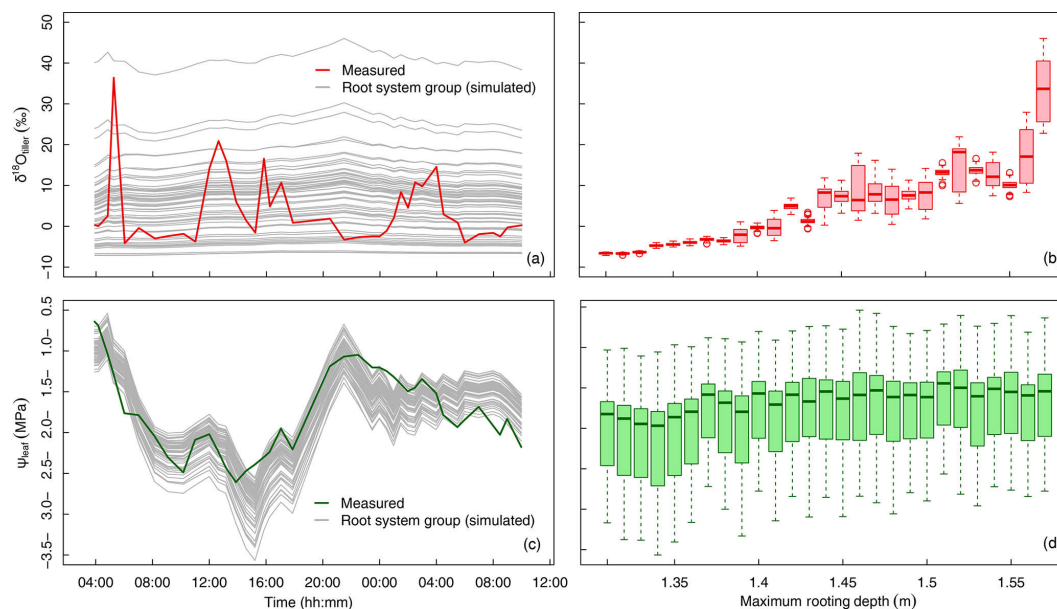 50
40
30
20
10
0
−10
δ18Otiller (‰)
Measured
Root system group (simulated)
(a)
(b)
0.5
1.0−
1.5−
2.0−
2.5−
3.0−
−3.5−
ψleaf (MPa)
Measured
Root system group (simulated)
(c)
(d)
04:00 08:00 12:00 16:00 20:00 00:00 04:00 08:00 12:00
Time (hh:mm)
1.35 1.4 1.45 1.5 1.55
Maximum rooting depth (m)